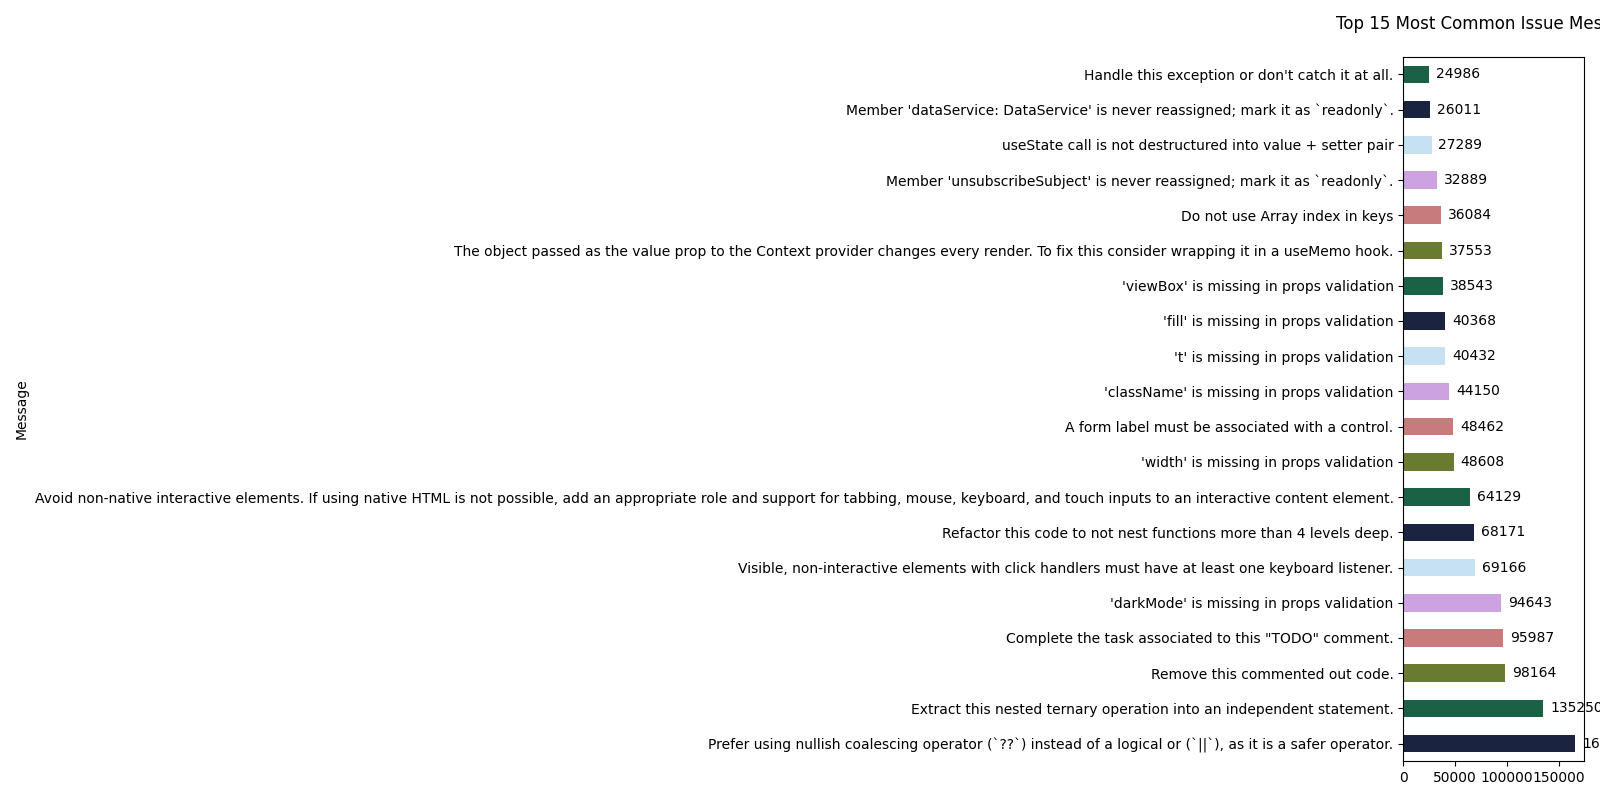 Top 15 Most Common Issue
Handle this exception or don't catch it at all. 24986
Member 'dataService: DataService' is never reassigned; mark it as `readonly`. 26011
useState call is not destructured into value + setter pair 27289
Member 'unsubscribeSubject' is never reassigned; mark it as `readonly`. 32889
Do not use Array index in keys 36084
The object passed as the value prop to the Context provider changes every render. To fix this consider wrapping it in a useMemo hook. 37553
'viewBox' is missing in props validation 38543
'fill' is missing in props validation 40368
't' is missing in props validation 40432
'className' is missing in props validation 44150
A form label must be associated with a control. 48462
'width' is missing in props validation 48608
Avoid non-native interactive elements. If using native HTML is not possible, add an appropriate role and support for tabbing, mouse, keyboard, and touch inputs to an interactive content element. 64129
Refactor this code to not nest functions more than 4 levels deep. 68171
Visible, non-interactive elements with click handlers must have at least one keyboard listener. 69166
'darkMode' is missing in props validation 94643
Complete the task associated to this "TODO" comment. 95987
Remove this commented out code. 98164
Extract this nested ternary operation into an independent statement. 135250
Prefer using nullish coalescing operator (`??`) instead of a logical or (`||`), as it is a safer operator.
0 50000 100000 150000
Message